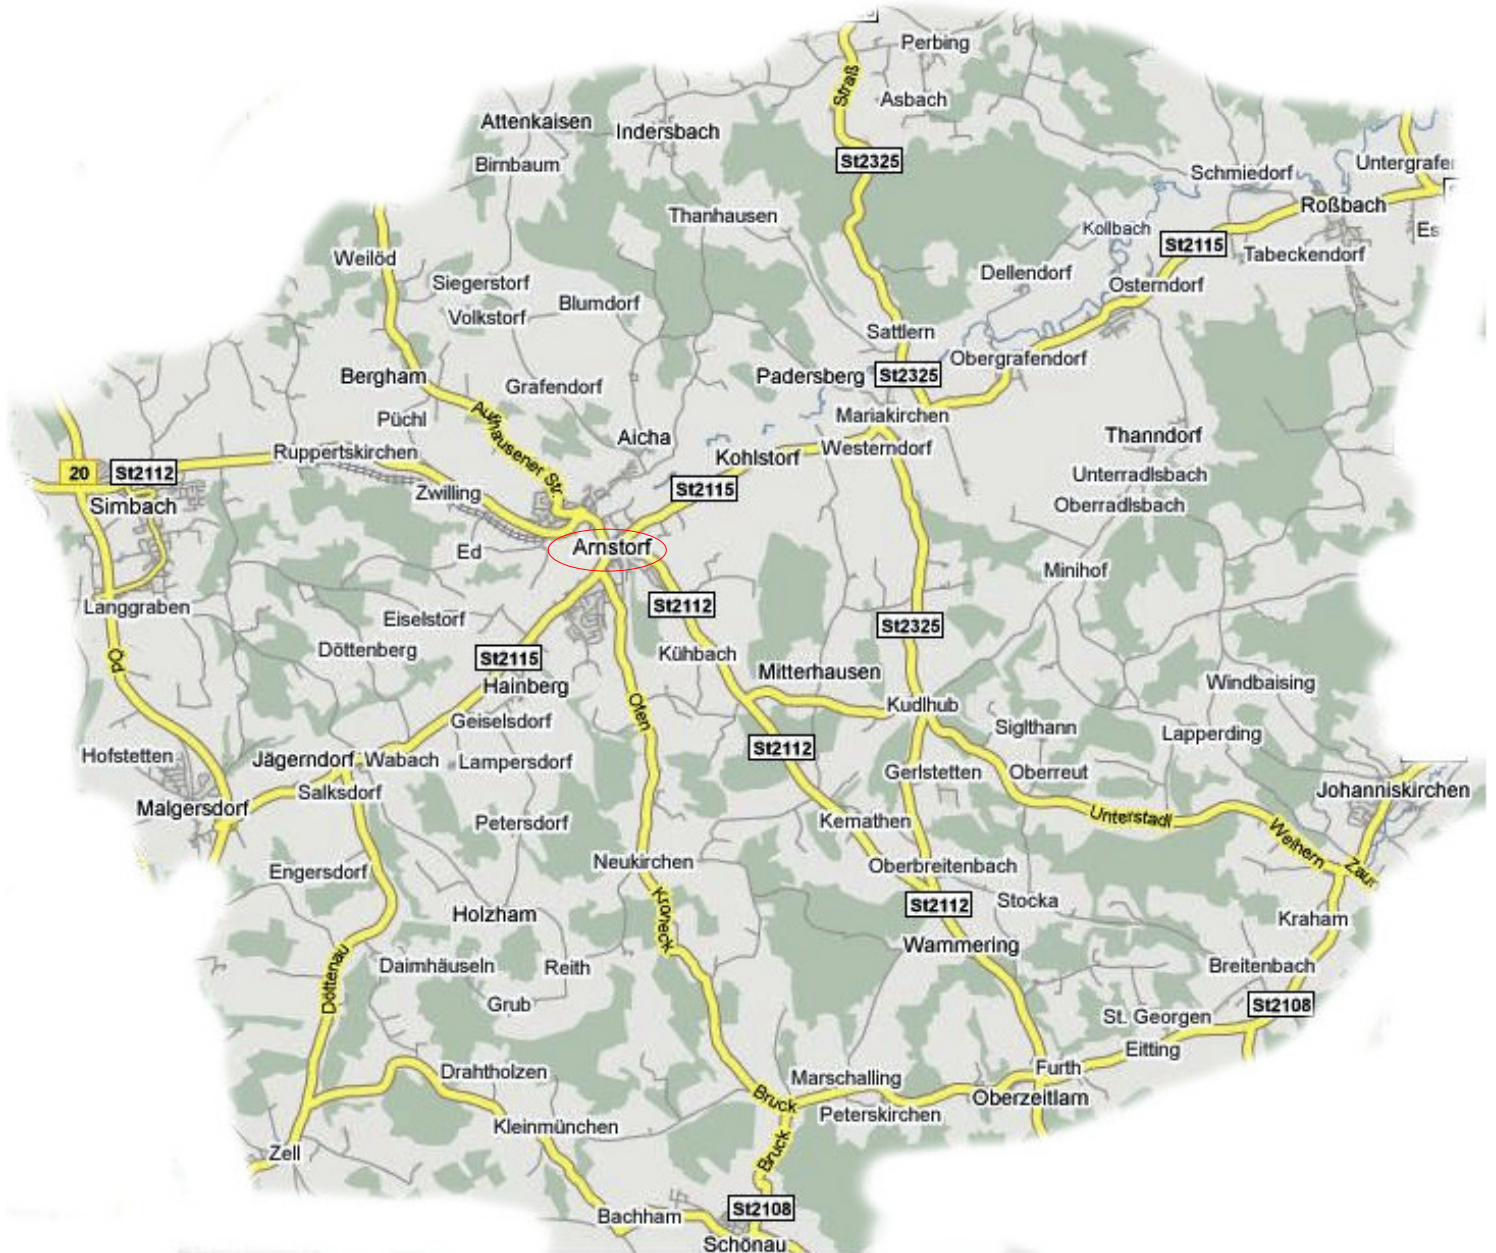 Perbing
Straß
Asbach
Attenkaisen
Indersbach
Birnbaum
St2325
Schmiedorf
Untergrafe
Roßbach
Thanhausen
Kollbach
St2115
Es
Tabeckendorf
Weilöd
Siegerstorf
Blumdorf
Volkstorf
Dellendorf
Osterndorf
Sattlern
Obergrafendorf
Bergham
Grafendorf
Padersberg
St2325
Püchl
Aufhausener Str.
Mariakirchen
Aicha
Westerndorf
Kohlstorf
Thanndorf
Ruppertskirchen
20
St2112
Unterradlsbach
Zwilling
St2115
Oberradlsbach
Simbach
Ed
Arnstorf
Minihof
Langgraben
Eiselstorf
St2112
St2325
Döttenberg
Öd
St2115
Kühbach
Mitterhausen
Hainberg
Windbaising
Ofen
Kudlhub
Geiselsdorf
Siglthann
Lapperding
Hofstetten
Jägerndorf
Wabach
Lampersdorf
St2112
Gerlstetten
Oberreut
Salksdorf
Johanniskirchen
Malgersdorf
Petersdorf
Kemathen
Unterstadl
Weihern
Engersdorf
Neukirchen
Oberbreitenbach
Zaur
Holzham
Kroneck
St2112
Stocka
Kraham
Wammering
Döttenau
Daimhäuseln
Reith
Breitenbach
Grub
St2108
St. Georgen
Eitting
Drahtholzen
Marschalling
Furth
Bruck
Oberzeitlarn
Peterskirchen
Kleinmünchen
Bruck
Zell
St2108
Bachham
Schönau